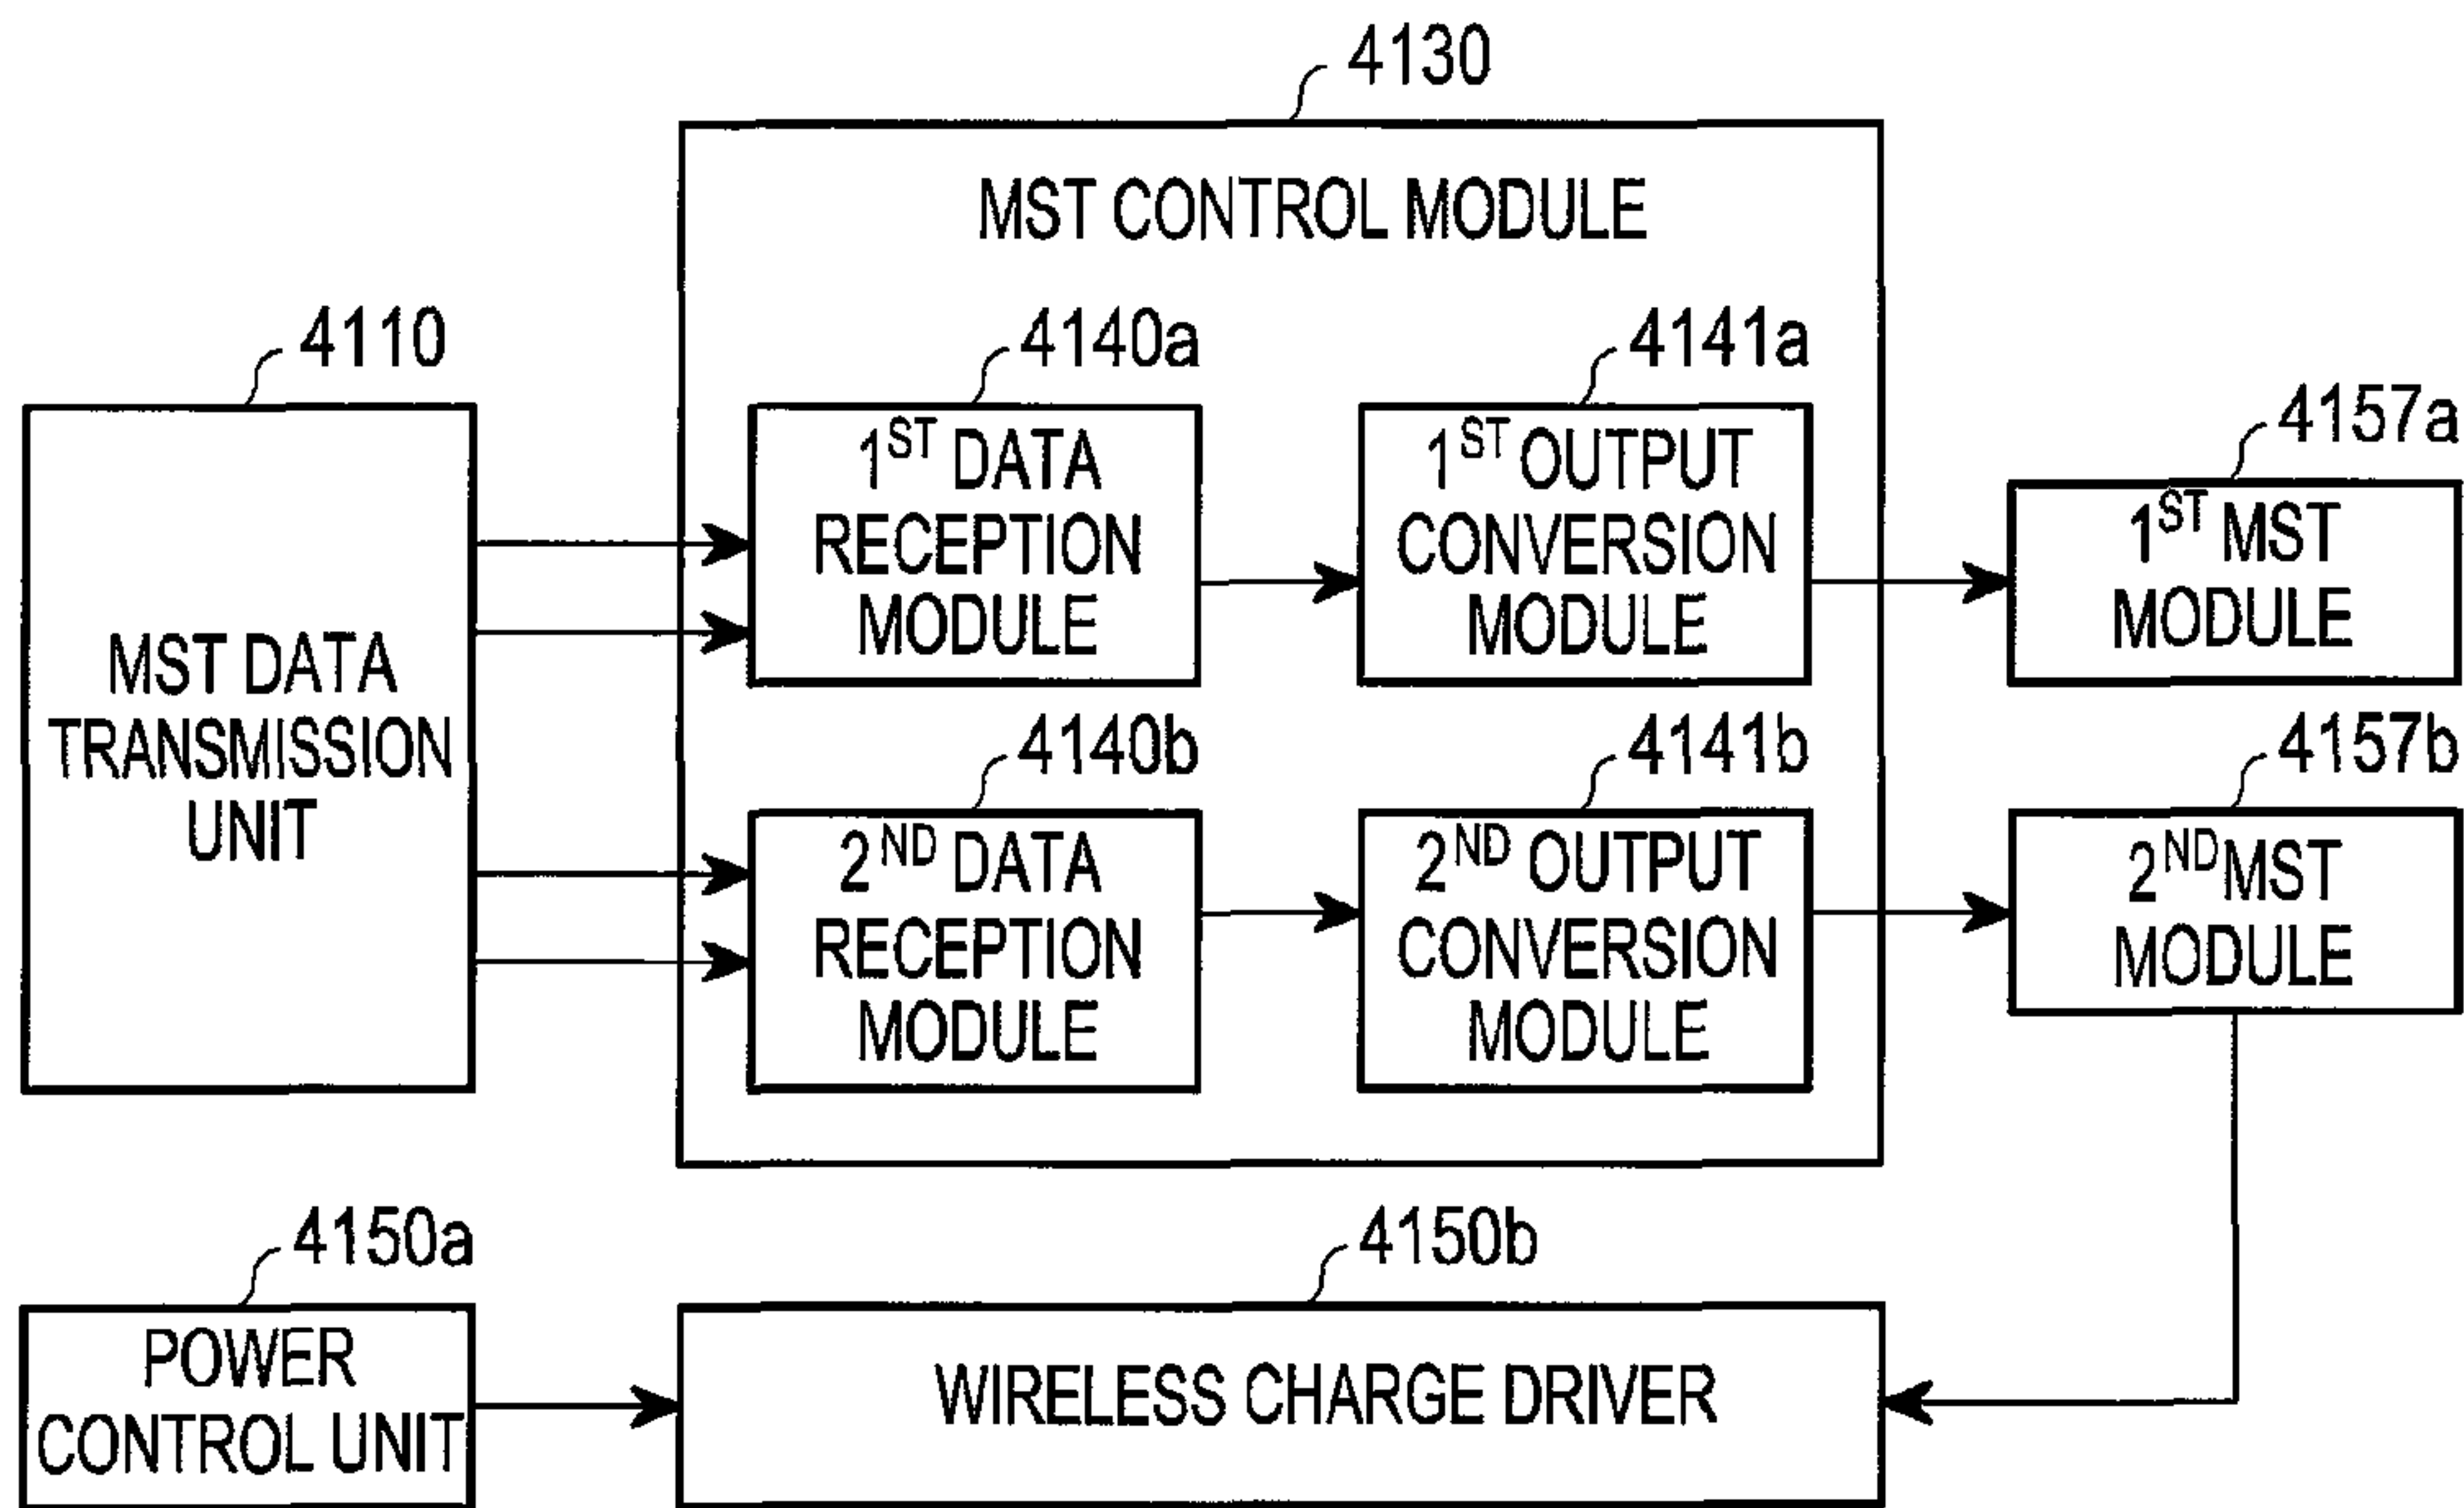 4130
MST CONTROL MODULE
4110
MST DATA
TRANSMISSION
UNIT
4140a
1ST DATA
RECEPTION
MODULE
4141a
1ST OUTPUT
CONVERSION
MODULE
4157a
1ST MST
MODULE
4140b
2ND DATA
RECEPTION
MODULE
4141b
2ND OUTPUT
CONVERSION
MODULE
4157b
2ND MST
MODULE
4150a
POWER
CONTROL UNIT
4150b
WIRELESS CHARGE DRIVER